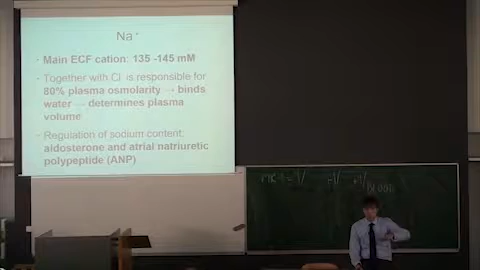 Na⁺
• Main ECF cation: 135 -145 mM
• Together with Cl⁻ is responsible for
80% plasma osmolarity → binds
water → determines plasma
volume
• Regulation of sodium content:
aldosterone and atrial natriuretic
polypeptide (ANP)